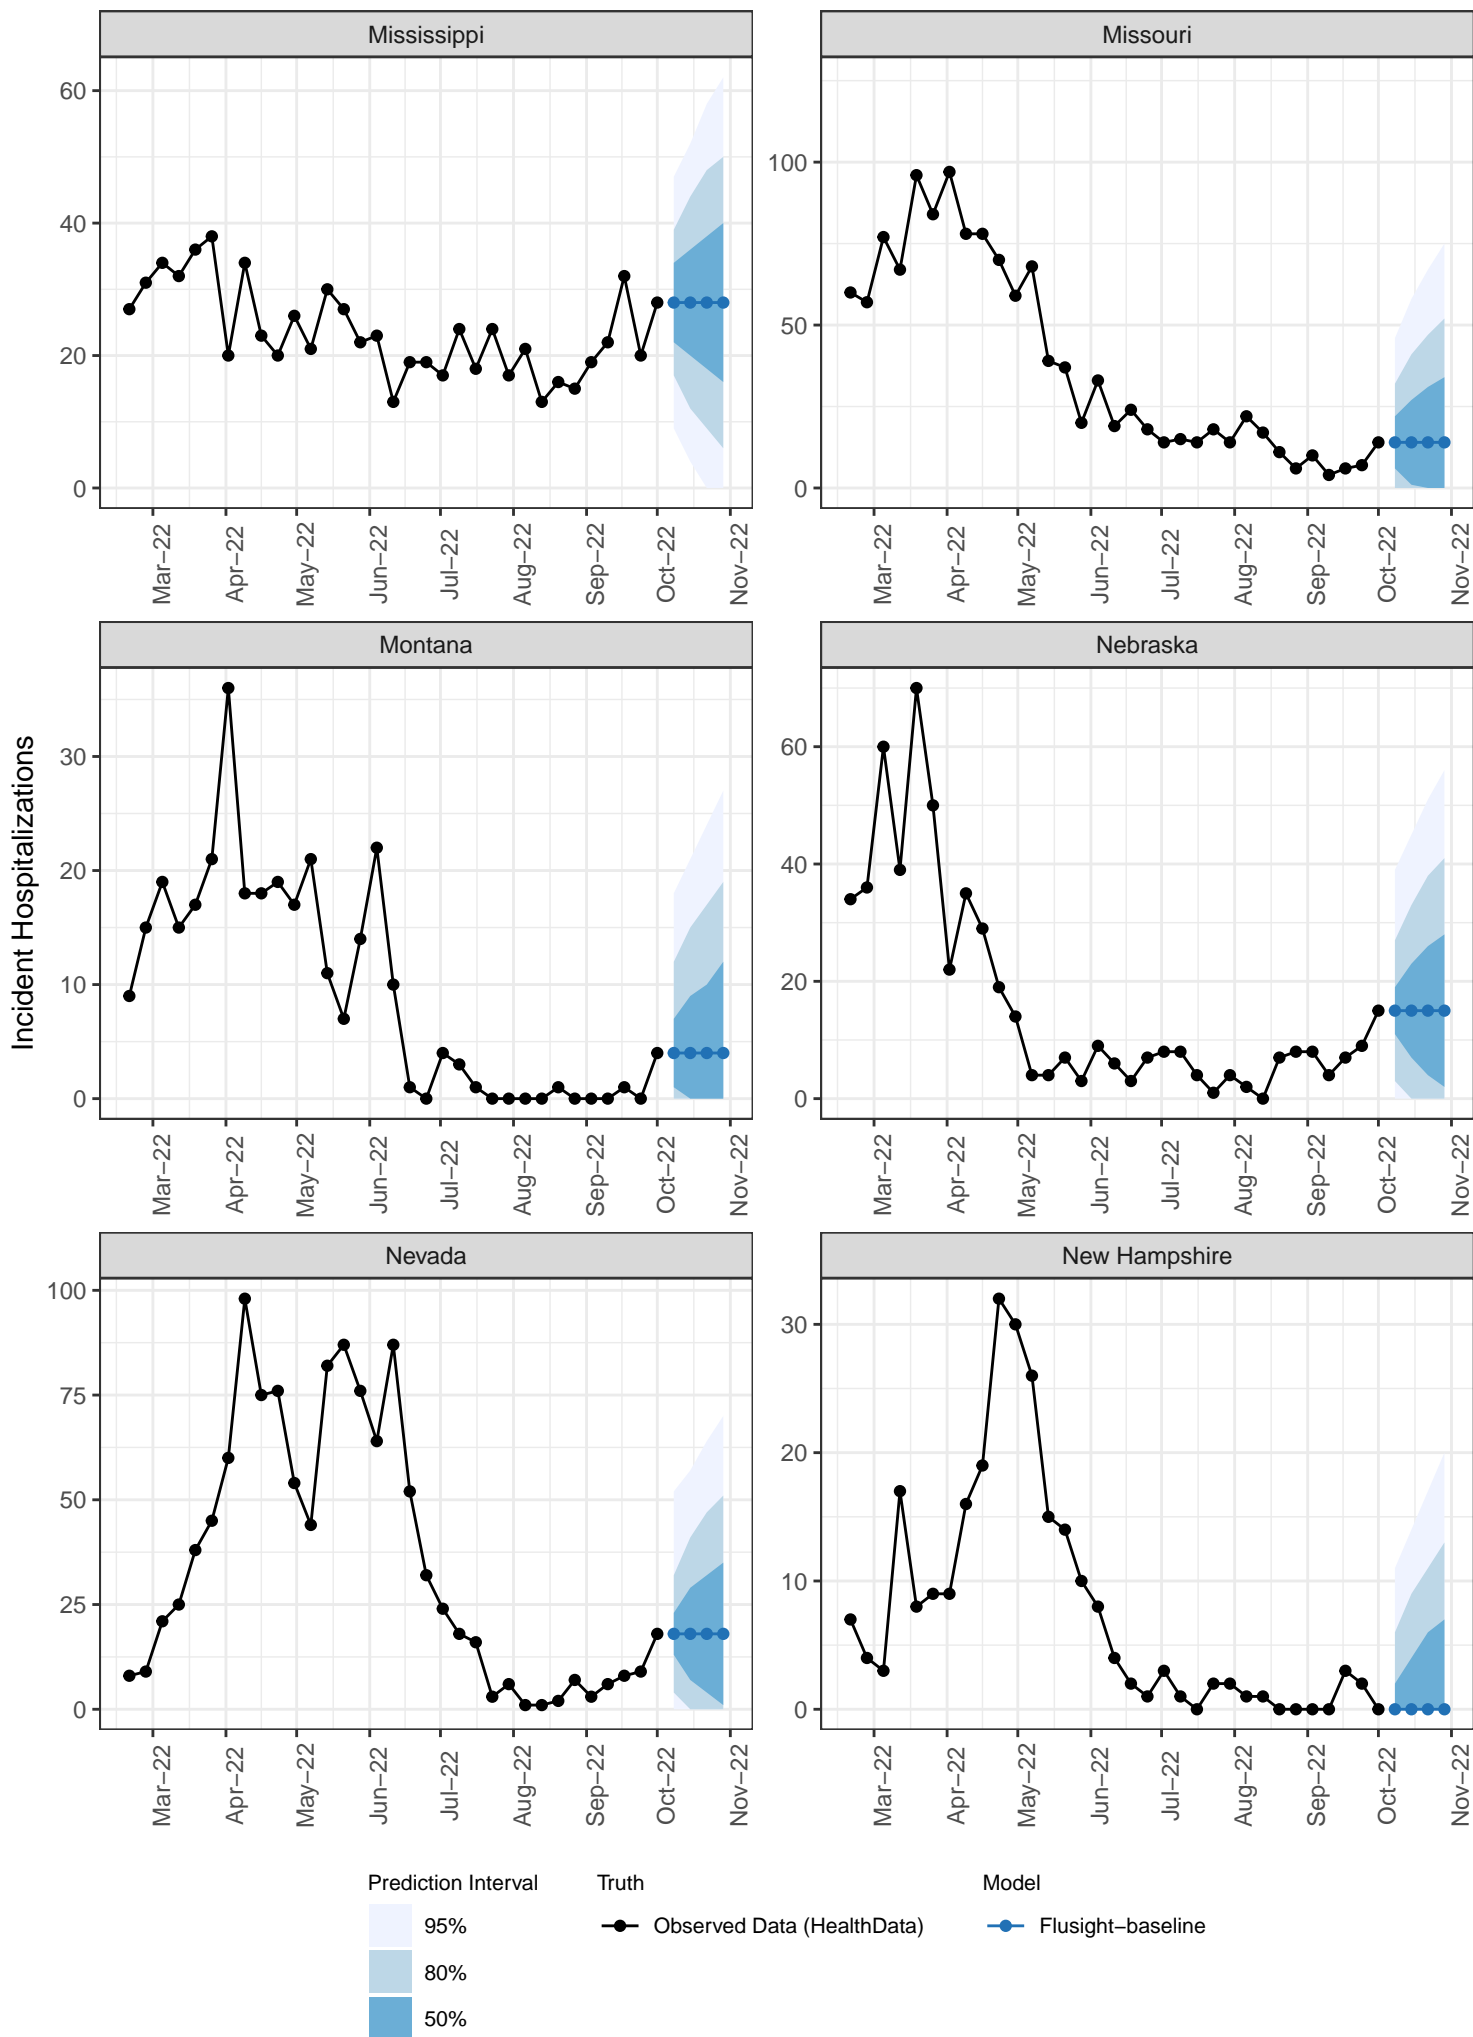 Mississippi
Missouri
60
40
20
0
100
50
0
Mar−22
Apr−22
May−22
Jun−22
Jul−22
Aug−22
Sep−22
Oct−22
Nov−22
Mar−22
Apr−22
May−22
Jun−22
Jul−22
Aug−22
Sep−22
Oct−22
Nov−22
Incident Hospitalizations
Montana
Nebraska
30
20
10
0
60
40
20
0
Mar−22
Apr−22
May−22
Jun−22
Jul−22
Aug−22
Sep−22
Oct−22
Nov−22
Mar−22
Apr−22
May−22
Jun−22
Jul−22
Aug−22
Sep−22
Oct−22
Nov−22
Nevada
New Hampshire
100
75
50
25
0
30
20
10
0
Mar−22
Apr−22
May−22
Jun−22
Jul−22
Aug−22
Sep−22
Oct−22
Nov−22
Mar−22
Apr−22
May−22
Jun−22
Jul−22
Aug−22
Sep−22
Oct−22
Nov−22
Prediction Interval
95%
80%
50%
Truth
Observed Data (HealthData)
Model
Flusight−baseline